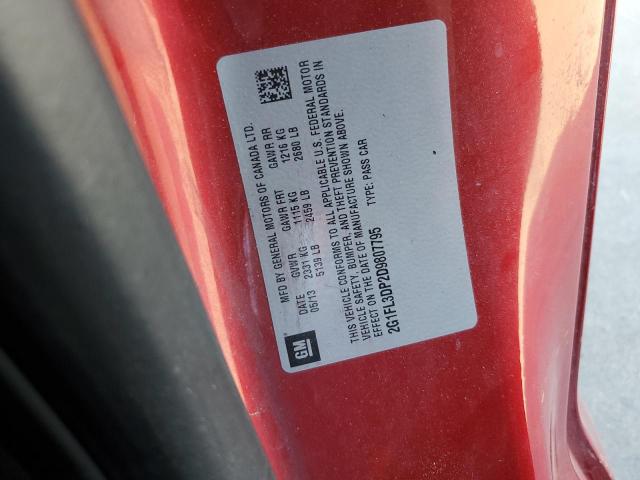 GM
MFD BY GENERAL MOTORS OF CANADA LTD.
DATE GVWR GAWR FRT GAWR RR
05/13 2331 KG 1115 KG 1216 KG
5139 LB 2459 LB 2680 LB
THIS VEHICLE CONFORMS TO ALL APPLICABLE U.S. FEDERAL MOTOR
VEHICLE SAFETY, BUMPER, AND THEFT PREVENTION STANDARDS IN
EFFECT ON THE DATE OF MANUFACTURE SHOWN ABOVE.
2G1FL3DP2D9807795 TYPE: PASS CAR